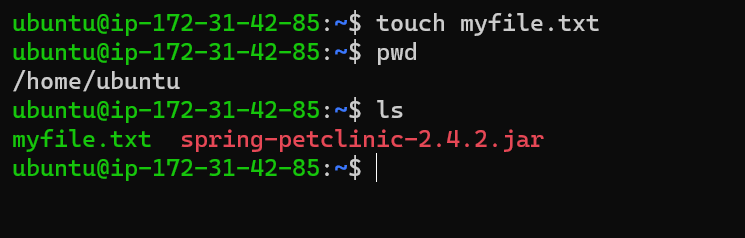 ubuntu@ip-172-31-42-85:~$ touch myfile.txt
ubuntu@ip-172-31-42-85:~$ pwd
/home/ubuntu
ubuntu@ip-172-31-42-85:~$ ls
myfile.txt  spring-petclinic-2.4.2.jar
ubuntu@ip-172-31-42-85:~$